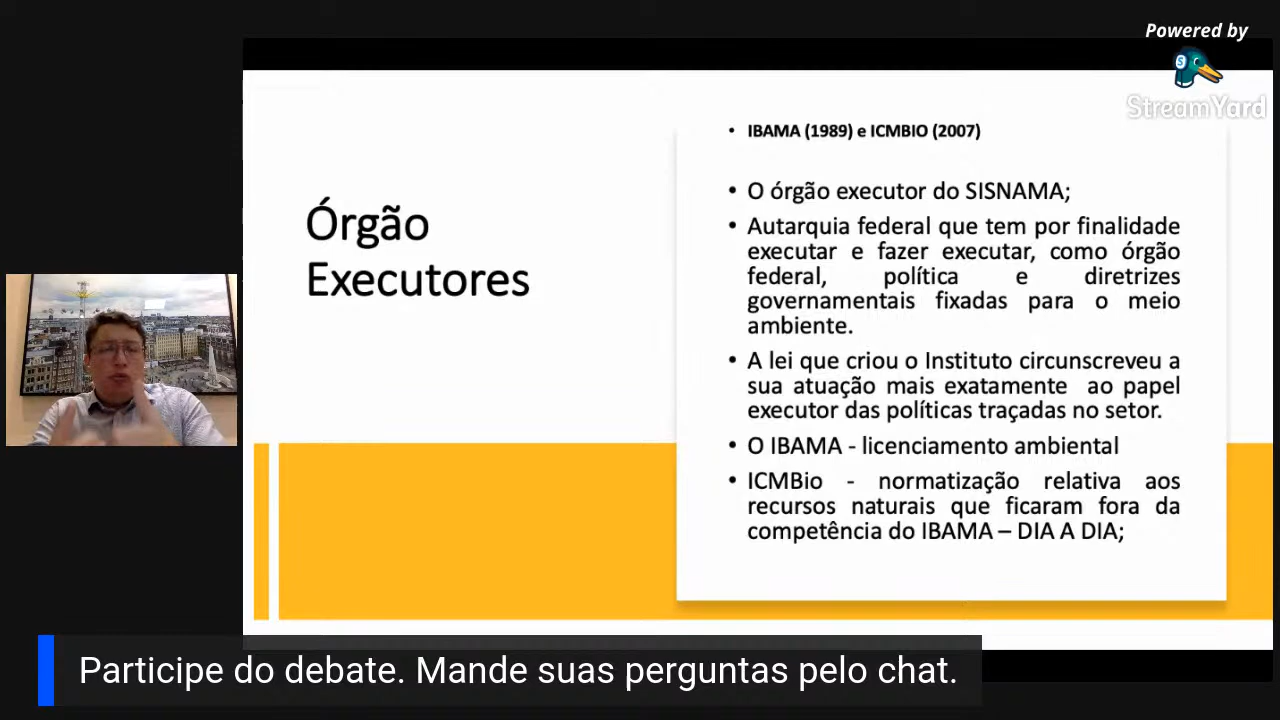 Powered by
StreamYard
Órgão
Executores
• IBAMA (1989) e ICMBIO (2007)
• O órgão executor do SISNAMA;
• Autarquia federal que tem por finalidade
executar e fazer executar, como órgão
federal, política e diretrizes
governamentais fixadas para o meio
ambiente.
• A lei que criou o Instituto circunscreveu a
sua atuação mais exatamente ao papel
executor das políticas traçadas no setor.
• O IBAMA - licenciamento ambiental
• ICMBio - normatização relativa aos
recursos naturais que ficaram fora da
competência do IBAMA – DIA A DIA;
Participe do debate. Mande suas perguntas pelo chat.